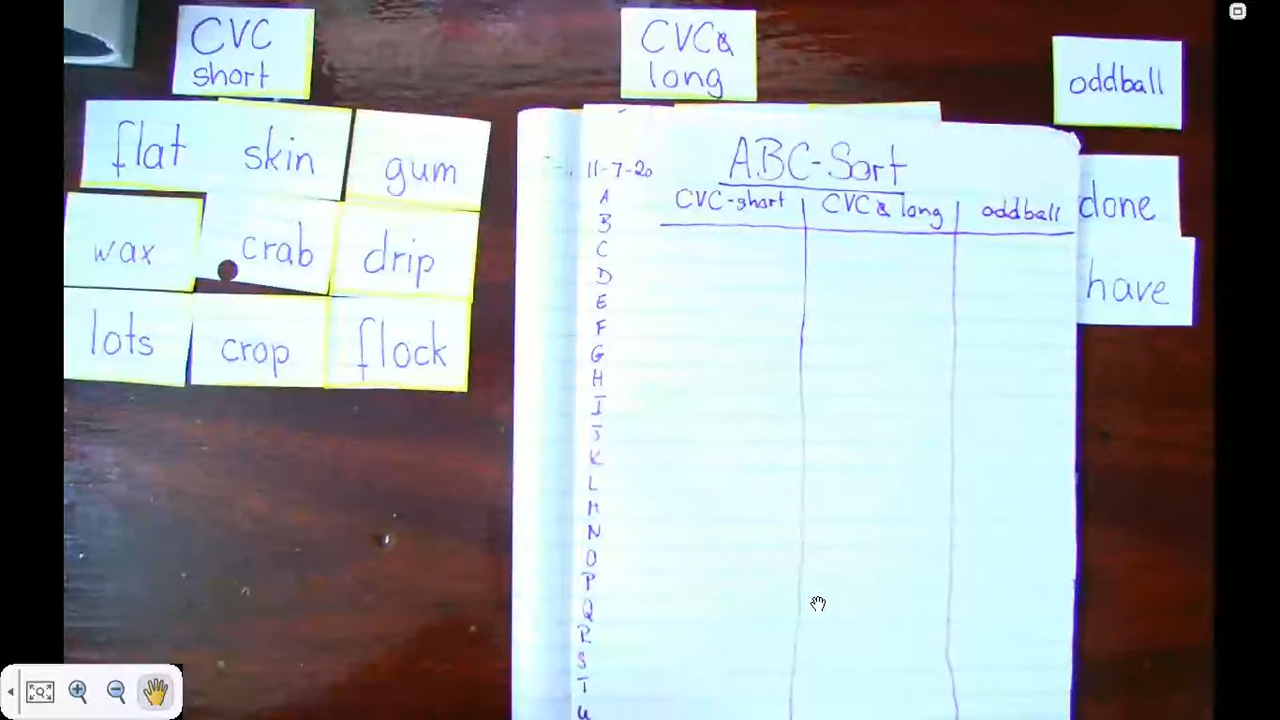 CVC
short
CVCe
long
oddball
flat skin gum
wax crab drip
lots crop flock
done
have
11-7-20
ABC-Sort
CVC-short CVCe long oddball
A
B
C
D
E
F
G
H
I
J
K
L
M
N
O
P
Q
R
S
T
U